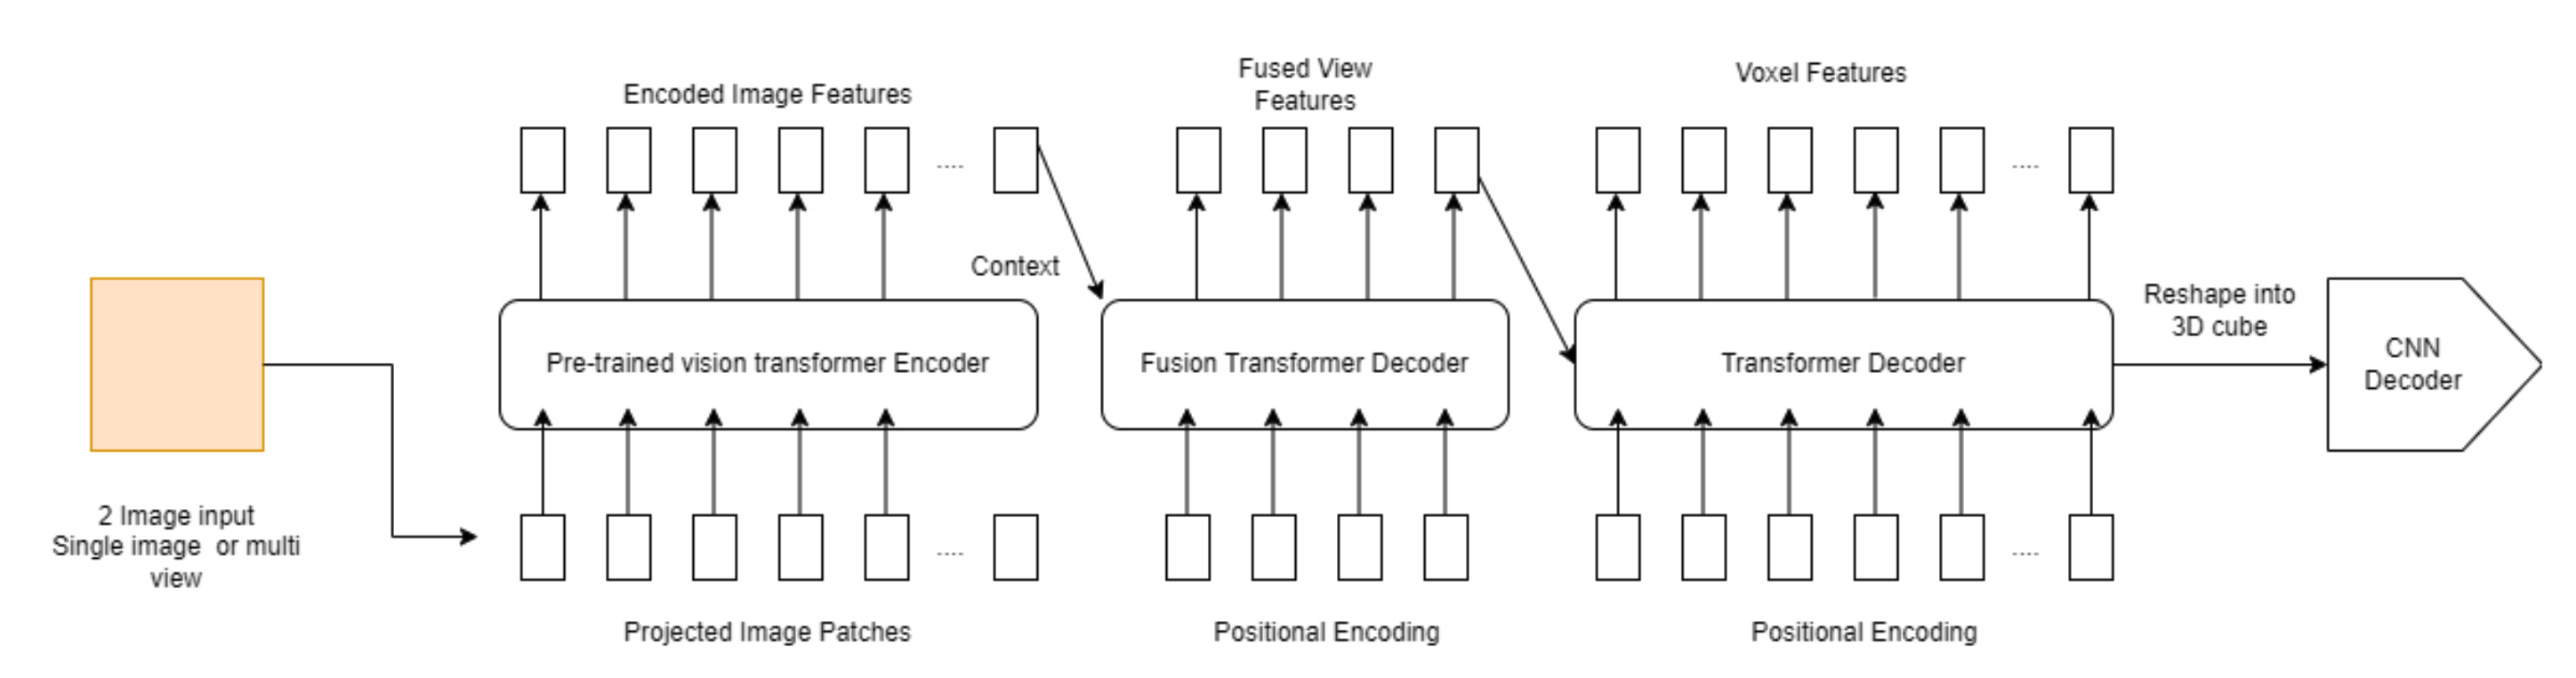 Encoded Image Features
Fused View
Features
Voxel Features
....
....
Context
Pre-trained vision transformer Encoder
Fusion Transformer Decoder
Transformer Decoder
Reshape into
3D cube
CNN
Decoder
2 Image input
Single image or multi
view
....
....
Projected Image Patches
Positional Encoding
Positional Encoding